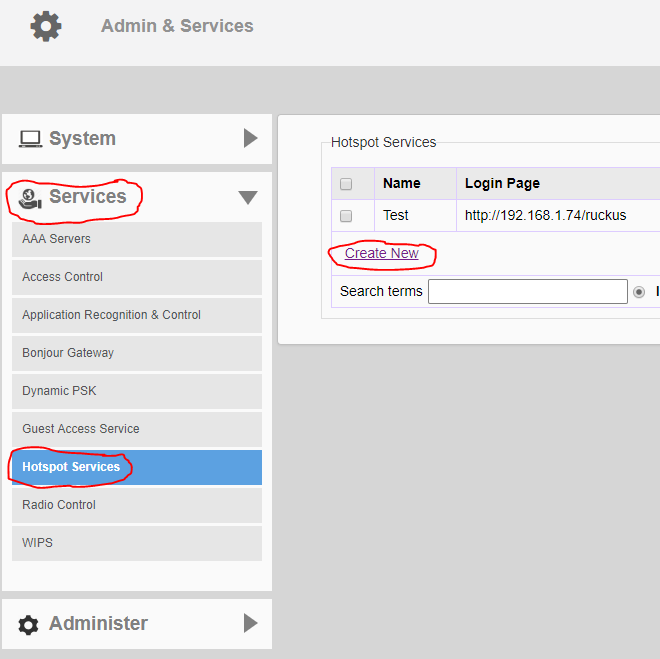 Admin & Services
System
Services
AAA Servers
Access Control
Application Recognition & Control
Bonjour Gateway
Dynamic PSK
Guest Access Service
Hotspot Services
Radio Control
WIPS
Administer
Hotspot Services
Name Login Page
Test http://192.168.1.74/ruckus
Create New
Search terms